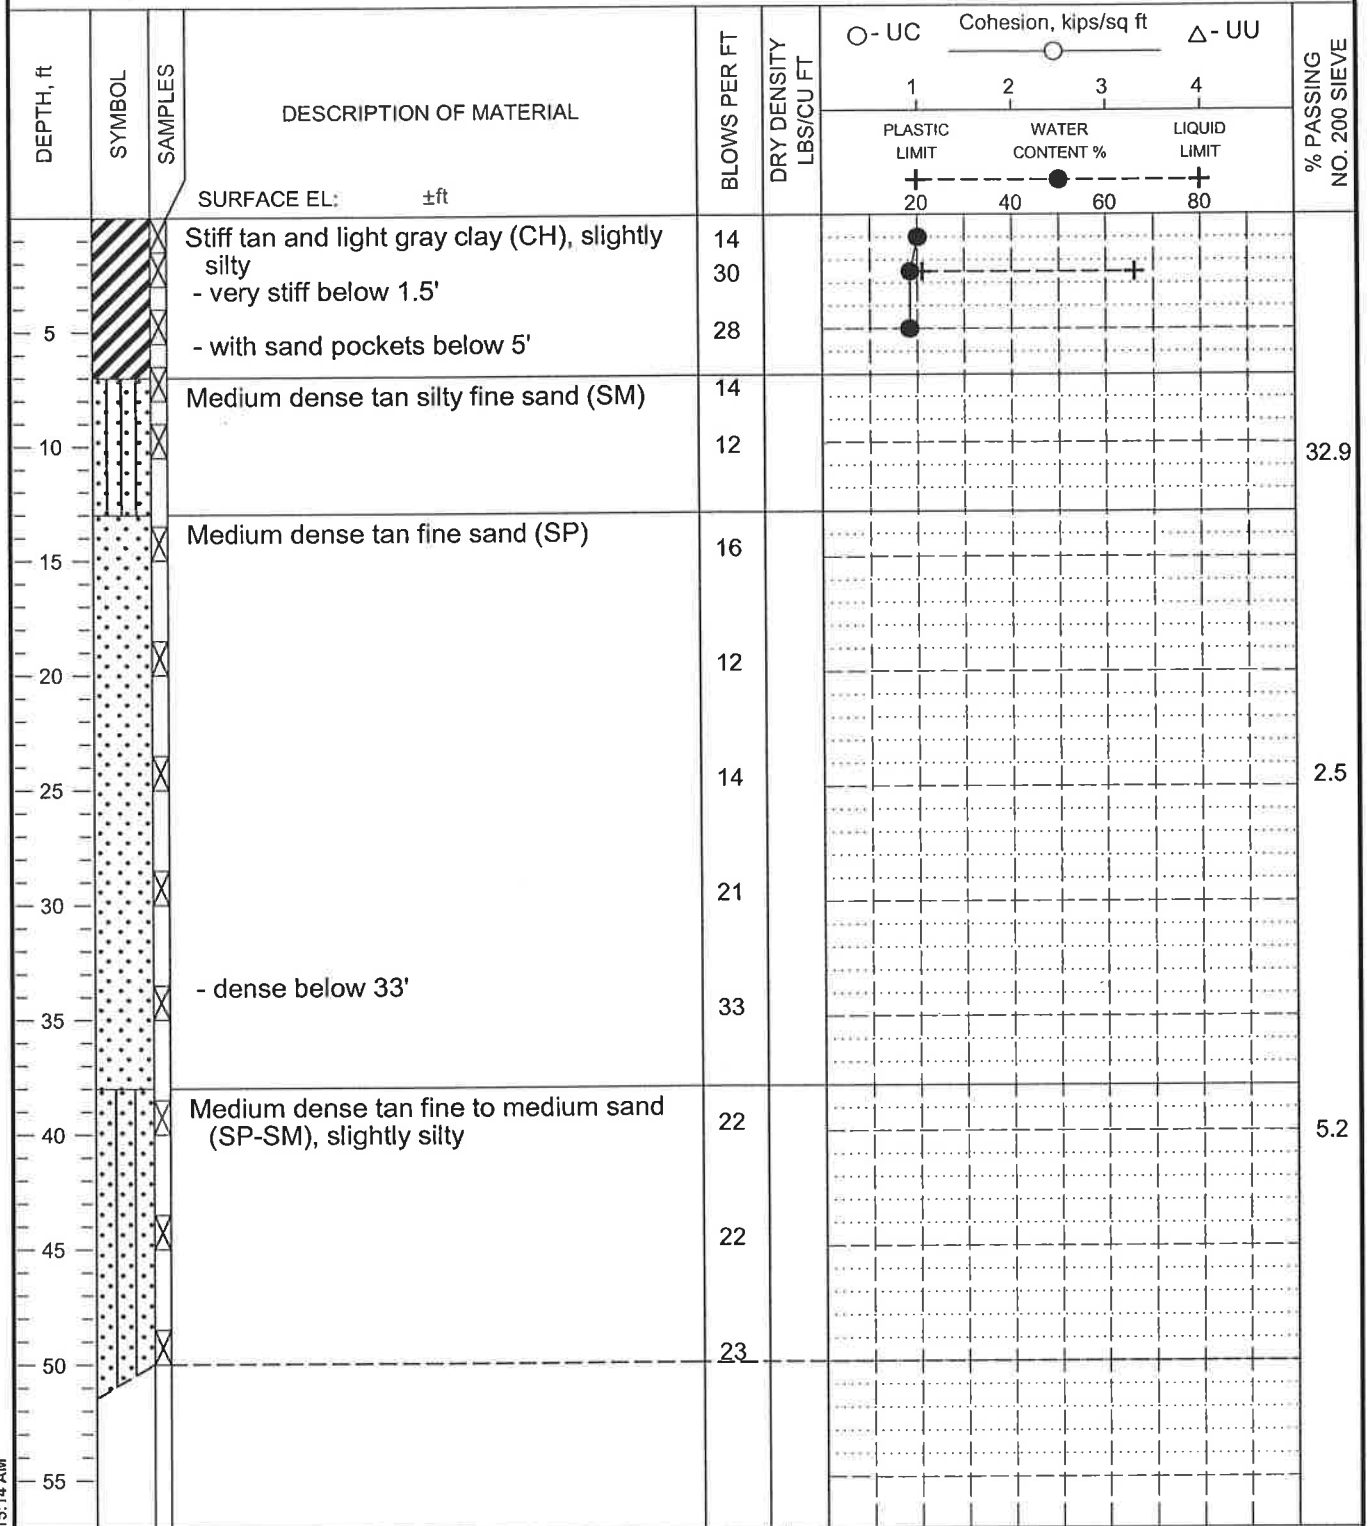 DEPTH, ft
SYMBOL
SAMPLES
DESCRIPTION OF MATERIAL
SURFACE EL: ±ft
BLOWS PER FT
DRY DENSITY
LBS/CU FT
○- UC Cohesion, kips/sq ft △- UU
1 2 3 4
PLASTIC WATER LIQUID
LIMIT CONTENT % LIMIT
20 40 60 80
% PASSING
NO. 200 SIEVE
Stiff tan and light gray clay (CH), slightly 14
silty 30
- very stiff below 1.5'
5 28
- with sand pockets below 5'
Medium dense tan silty fine sand (SM) 14
10 12 32.9
Medium dense tan fine sand (SP)
15 16
20 12
25 14 2.5
30 21
- dense below 33'
35 33
Medium dense tan fine to medium sand 22
(SP-SM), slightly silty
40 5.2
45 22
50 23
55